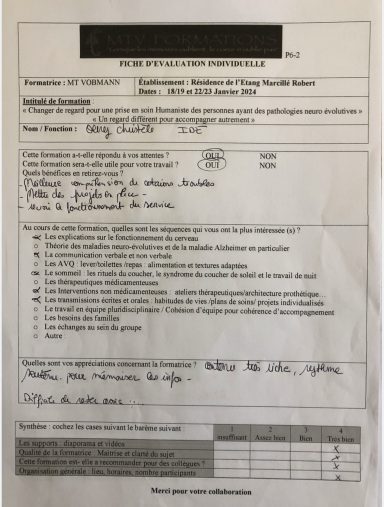 MTV FORMATIONS
P6-2
FICHE D'EVALUATION INDIVIDUELLE
Formatrice : MT VOBMANN
Établissement : Résidence de l'Etang Marcillé Robert
Dates : 18/19 et 22/23 Janvier 2024
Intitulé de formation :
« Changer de regard pour une prise en soin Humaniste des personnes ayant des pathologies neuro évolutives »
« Un regard différent pour accompagner autrement »
Nom / Fonction : Christèle IDE
Cette formation a-t-elle répondu à vos attentes ? OUI NON
Cette formation sera-t-elle utile pour votre travail ? OUI NON
Quels bénéfices en retirez-vous ?
- Meilleure compréhension de certains troubles
- Mettre des projets en place -
- revoir le fonctionnement du service
Au cours de cette formation, quelles sont les séquences qui vous ont la plus intéressée (s) ?
Les explications sur le fonctionnement du cerveau
Théorie des maladies neuro-évolutives et de la maladie Alzheimer en particulier
La communication verbale et non verbale
Les AVQ : lever/toilettes /repas : alimentation et textures adaptées
Le sommeil : les rituels du coucher, le syndrome du coucher de soleil et le travail de nuit
Les thérapeutiques médicamenteuses
Les Interventions non médicamenteuses : ateliers thérapeutiques/architecture prothétique…
Les transmissions écrites et orales : habitudes de vies /plans de soins/ projets individualisés
Le travail en équipe pluridisciplinaire / Cohésion d'équipe pour cohérence d'accompagnement
Les besoins des familles
Les échanges au sein du groupe
Autre :
Quelles sont vos appréciations concernant la formatrice ? contenu très riche, rythme
soutenu pour mémoriser les infos -
Difficile de rester
Synthèse : cochez les cases suivant le barème suivant
1 insuffisant
2 Assez bien
3 Bien
4 Très bien
Les supports : diaporama et vidéos x
Qualité de la formatrice : Maitrise et clarté du sujet x
Cette formation est- elle a recommander pour des collègues ? x
Organisation générale : lieu, horaires, nombre participants x
Merci pour votre collaboration